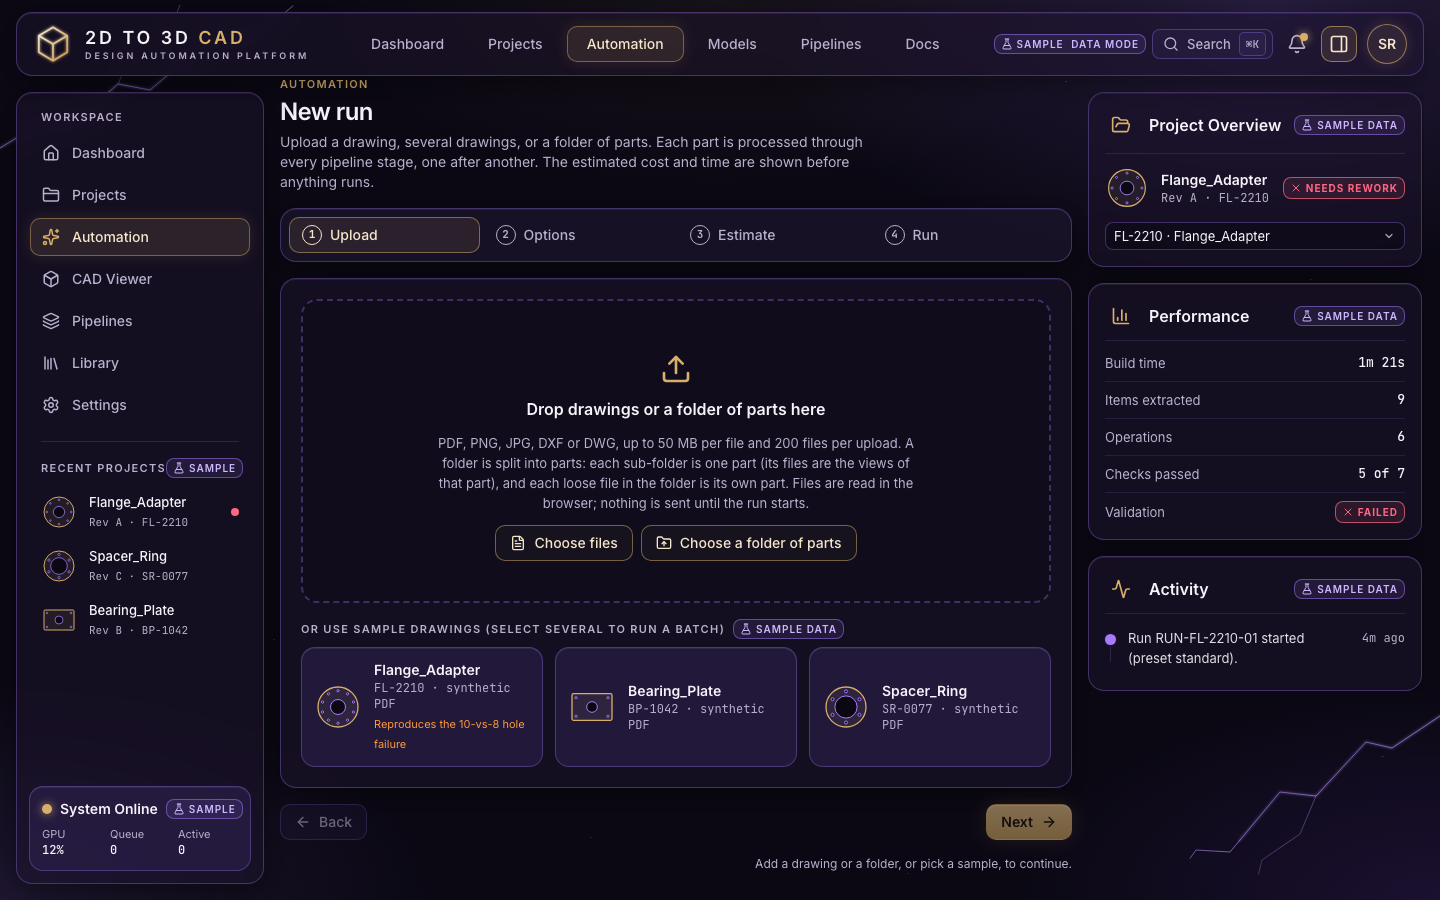 2D TO 3D CAD
DESIGN AUTOMATION PLATFORM
Dashboard
Projects
Automation
Models
Pipelines
Docs
SAMPLE DATA MODE
Search
⌘K
SR
WORKSPACE
Dashboard
Projects
Automation
CAD Viewer
Pipelines
Library
Settings
RECENT PROJECTS
SAMPLE
Flange_Adapter
Rev A · FL-2210
Spacer_Ring
Rev C · SR-0077
Bearing_Plate
Rev B · BP-1042
System Online
SAMPLE
GPU
Queue
Active
12%
0
0
AUTOMATION
New run
Upload a drawing, several drawings, or a folder of parts. Each part is processed through
every pipeline stage, one after another. The estimated cost and time are shown before
anything runs.
1 Upload
2 Options
3 Estimate
4 Run
Drop drawings or a folder of parts here
PDF, PNG, JPG, DXF or DWG, up to 50 MB per file and 200 files per upload. A
folder is split into parts: each sub-folder is one part (its files are the views of
that part), and each loose file in the folder is its own part. Files are read in the
browser; nothing is sent until the run starts.
Choose files
Choose a folder of parts
OR USE SAMPLE DRAWINGS (SELECT SEVERAL TO RUN A BATCH)
SAMPLE DATA
Flange_Adapter
FL-2210 · synthetic
PDF
Reproduces the 10-vs-8 hole
failure
Bearing_Plate
BP-1042 · synthetic
PDF
Spacer_Ring
SR-0077 · synthetic
PDF
Back
Next
Add a drawing or a folder, or pick a sample, to continue.
Project Overview
SAMPLE DATA
Flange_Adapter
Rev A · FL-2210
NEEDS REWORK
FL-2210 · Flange_Adapter
Performance
SAMPLE DATA
Build time
1m 21s
Items extracted
9
Operations
6
Checks passed
5 of 7
Validation
FAILED
Activity
SAMPLE DATA
Run RUN-FL-2210-01 started
(preset standard).
4m ago